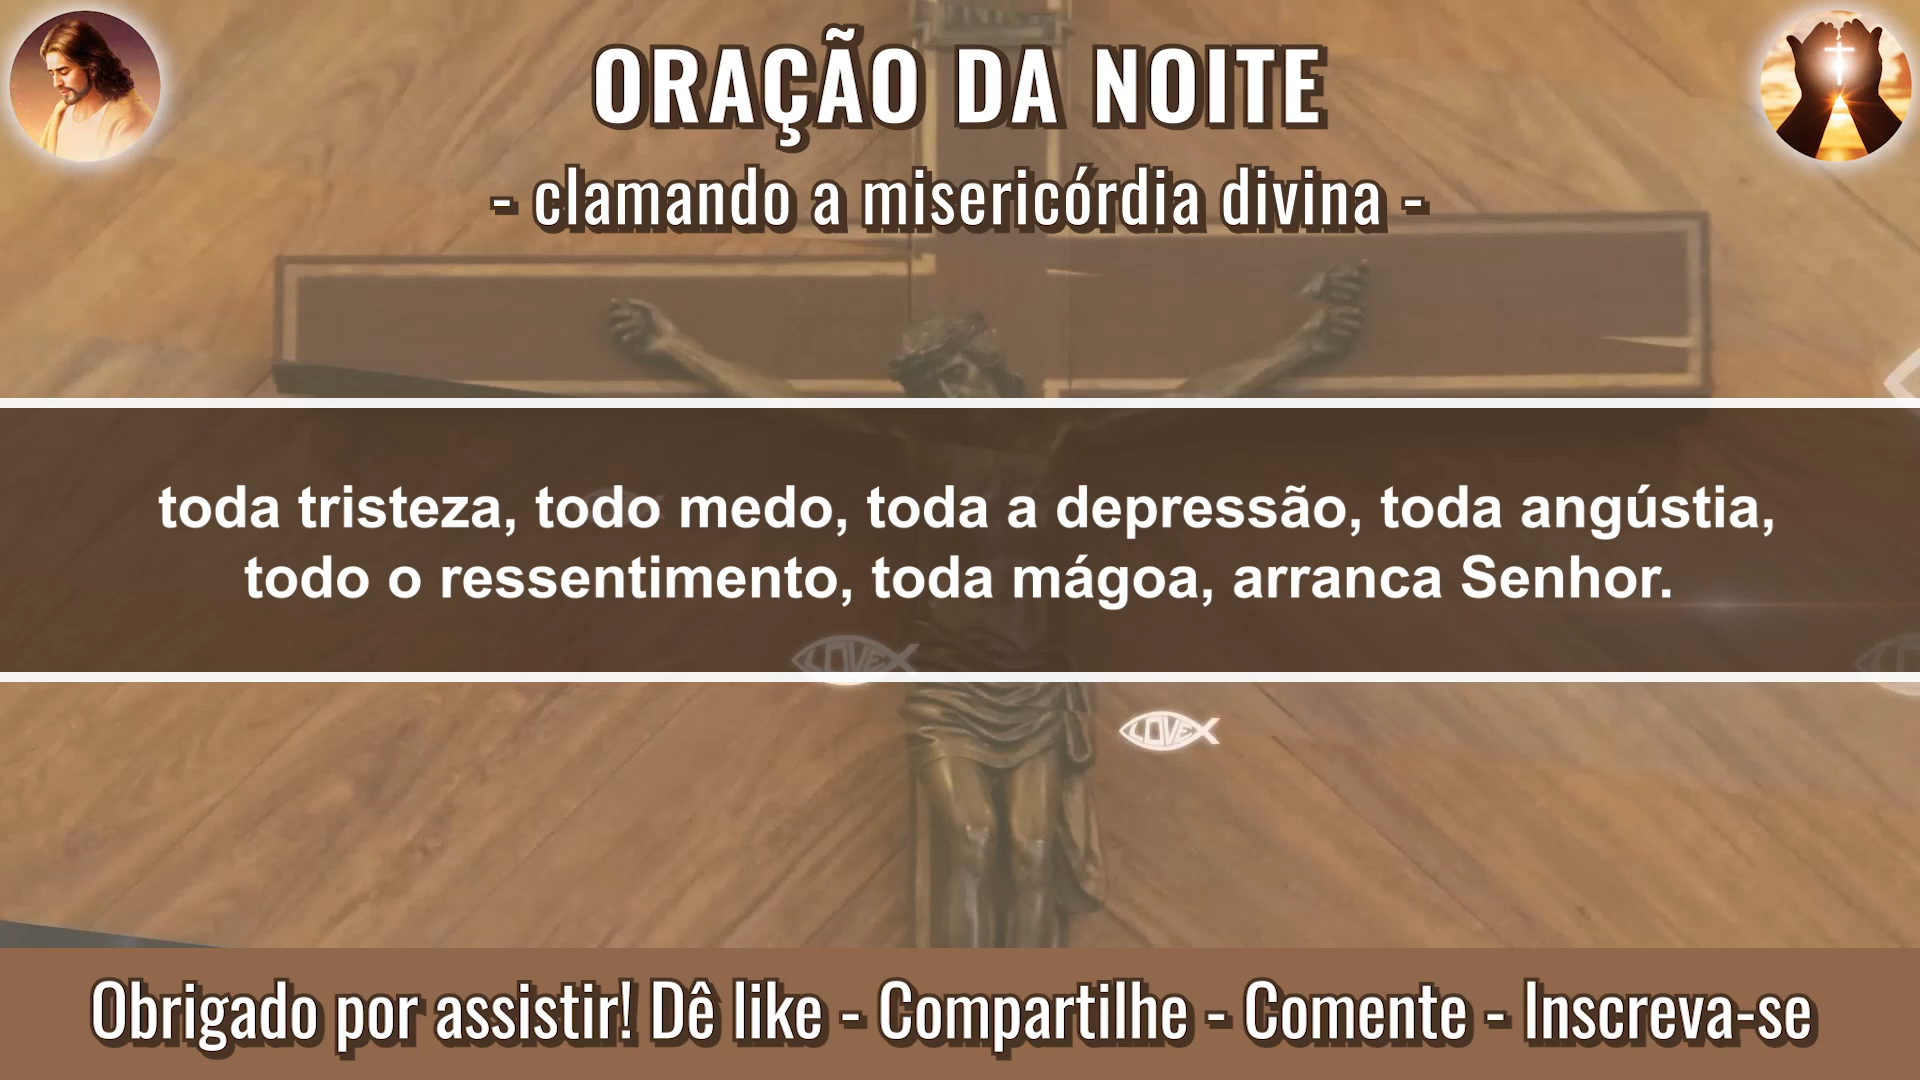 ORAÇÃO DA NOITE
- clamando a misericórdia divina -
toda tristeza, todo medo, toda a depressão, toda angústia,
todo o ressentimento, toda mágoa, arranca Senhor.
LOVE
LOVE
Obrigado por assistir! Dê like - Compartilhe - Comente - Inscreva-se